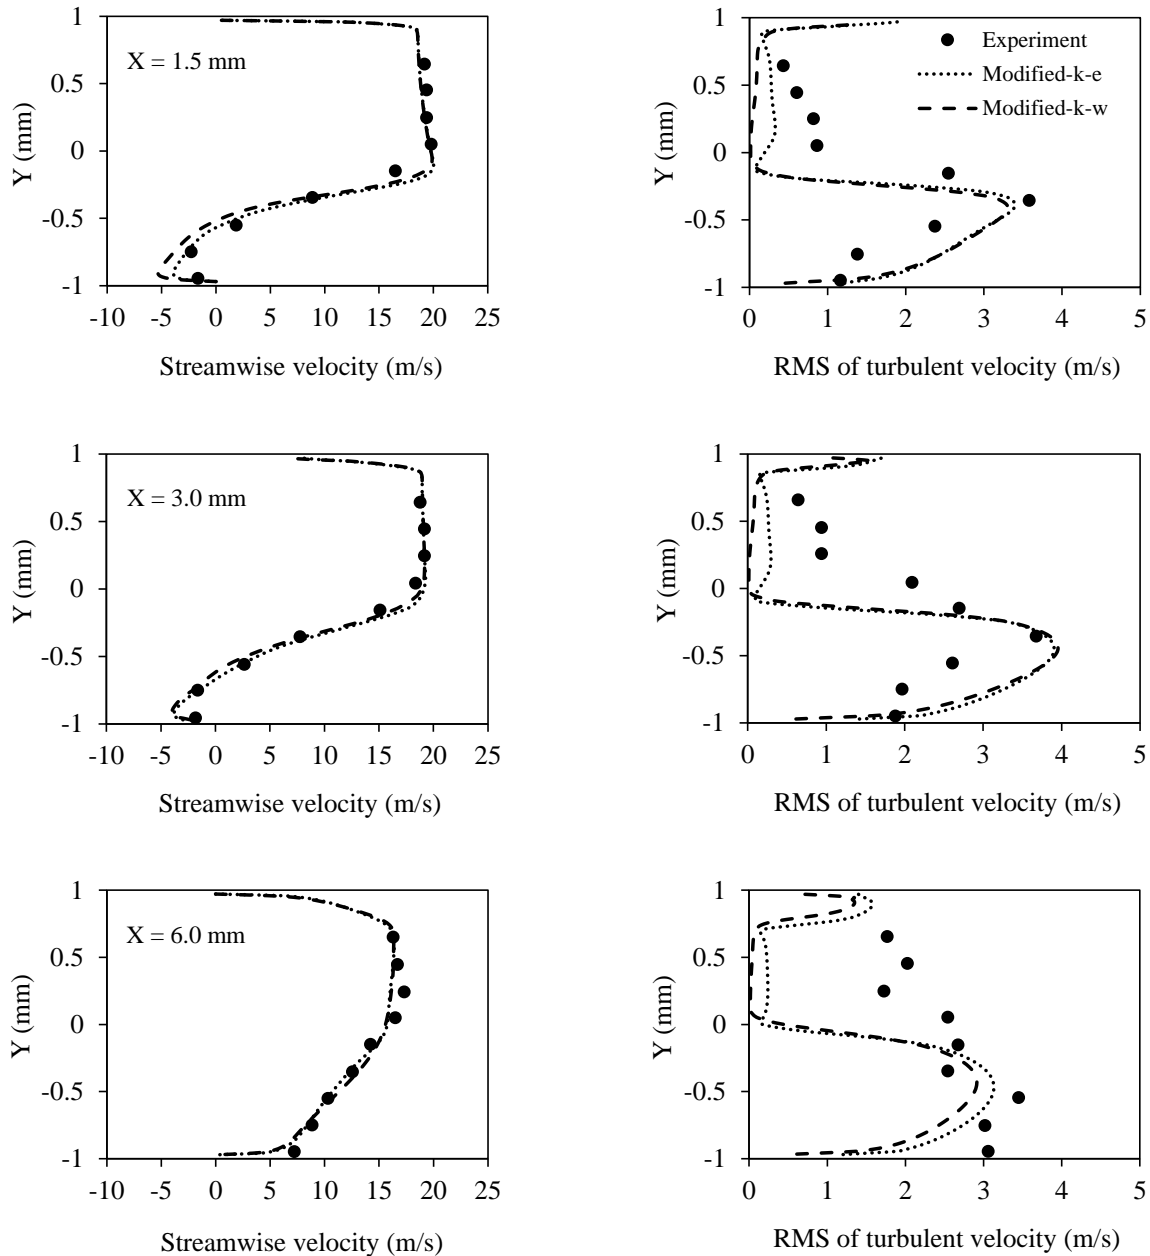 1
0.5
0
-0.5
-1
Y (mm)
X = 1.5 mm
-10 -5 0 5 10 15 20 25
Streamwise velocity (m/s)
1
0.5
0
-0.5
-1
Y (mm)
Experiment
Modified-k-e
Modified-k-w
0 1 2 3 4 5
RMS of turbulent velocity (m/s)
1
0.5
0
-0.5
-1
Y (mm)
X = 3.0 mm
-10 -5 0 5 10 15 20 25
Streamwise velocity (m/s)
1
0.5
0
-0.5
-1
Y (mm)
0 1 2 3 4 5
RMS of turbulent velocity (m/s)
1
0.5
0
-0.5
-1
Y (mm)
X = 6.0 mm
-10 -5 0 5 10 15 20 25
Streamwise velocity (m/s)
1
0.5
0
-0.5
-1
Y (mm)
0 1 2 3 4 5
RMS of turbulent velocity (m/s)